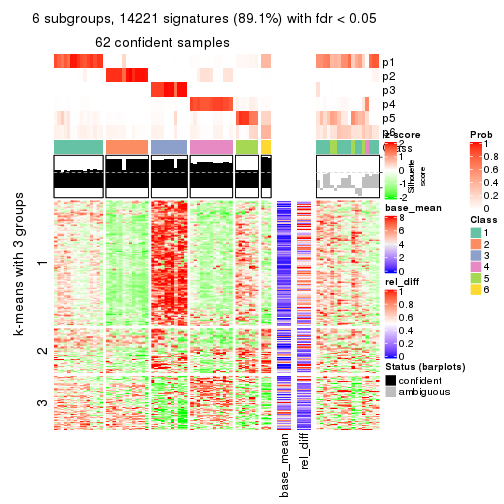 6 subgroups, 14221 signatures (89.1%) with fdr < 0.05
62 confident samples
p1
p2
p3
p4
p5
p6
Class
z-score
2
1
0
-1
-2
Silhouette
score
Prob
1
0.8
0.6
0.4
0.2
0
base_mean
8
6
4
2
0
Class
1
2
3
4
5
6
rel_diff
1
0.8
0.6
0.4
0.2
0
Status (barplots)
confident
ambiguous
k-means with 3 groups
1
2
3
base_mean
rel_diff